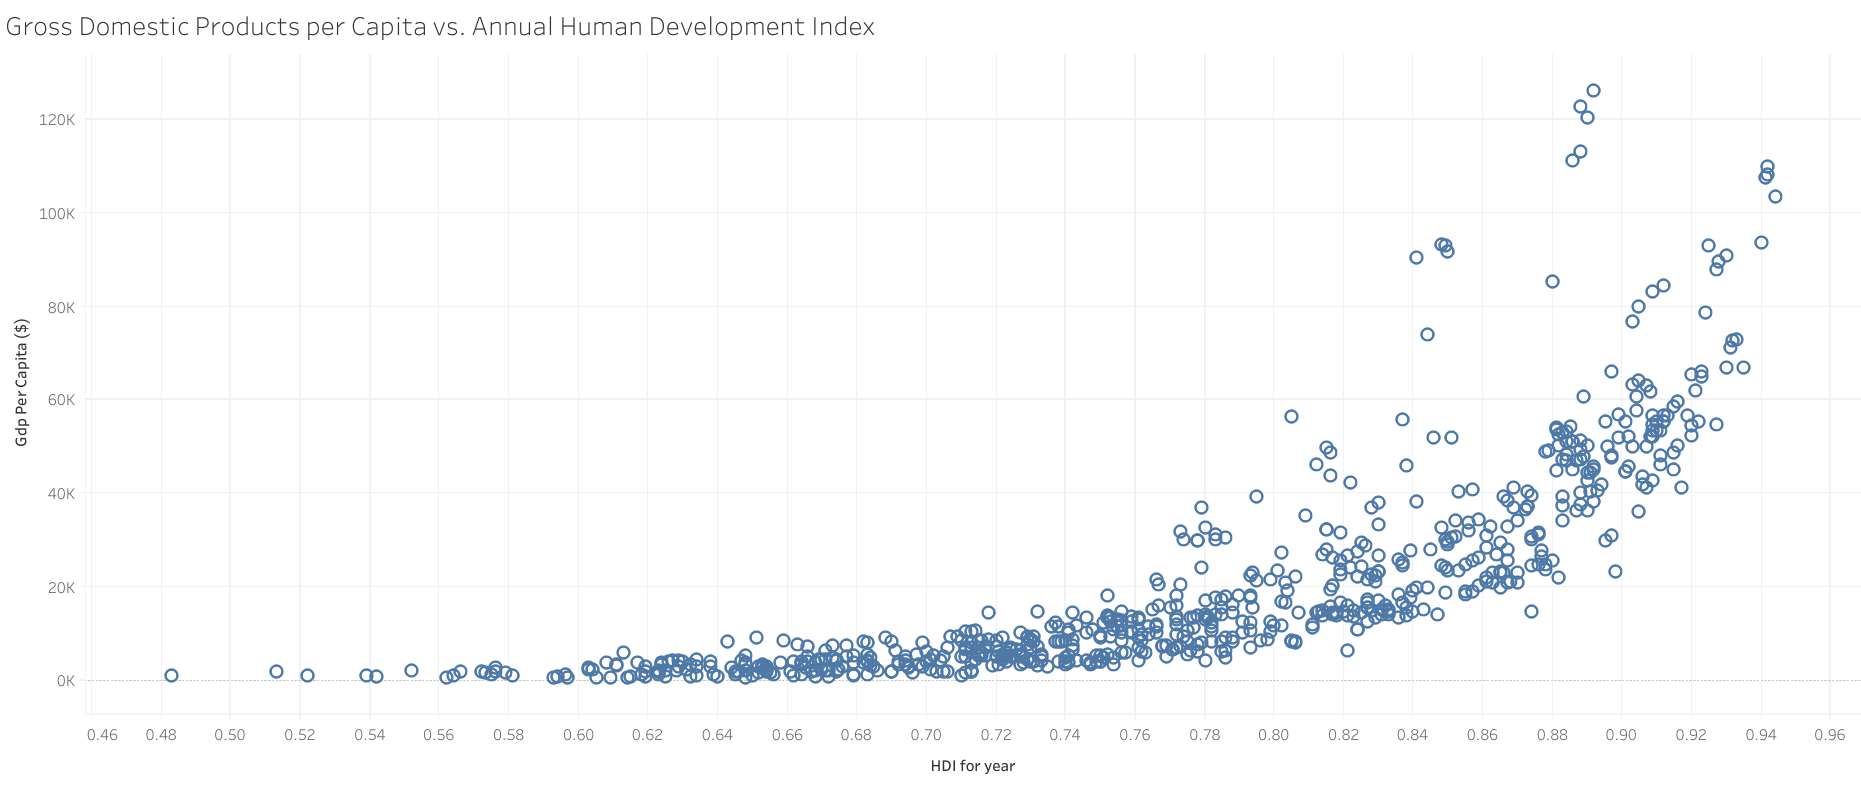 Gross Domestic Products per Capita vs. Annual Human Development Index
120K
100K
80K
60K
40K
20K
0K
Gdp Per Capita ($)
0.46 0.48 0.50 0.52 0.54 0.56 0.58 0.60 0.62 0.64 0.66 0.68 0.70 0.72 0.74 0.76 0.78 0.80 0.82 0.84 0.86 0.88 0.90 0.92 0.94 0.96
HDI for year